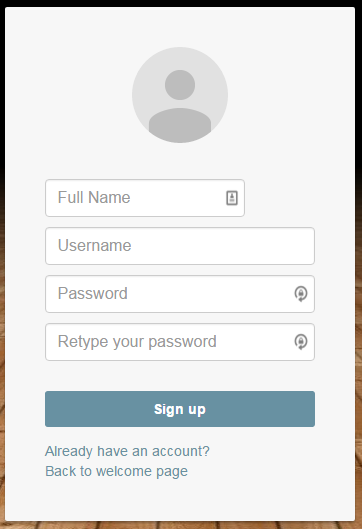 Full Name
Username
Password
Retype your password
Sign up
Already have an account?
Back to welcome page